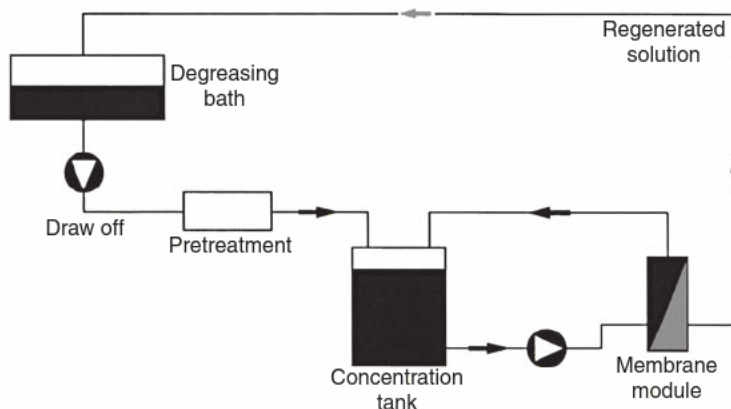 Regenerated
solution
Degreasing
bath
Draw off
Pretreatment
Concentration
tank
Membrane
module